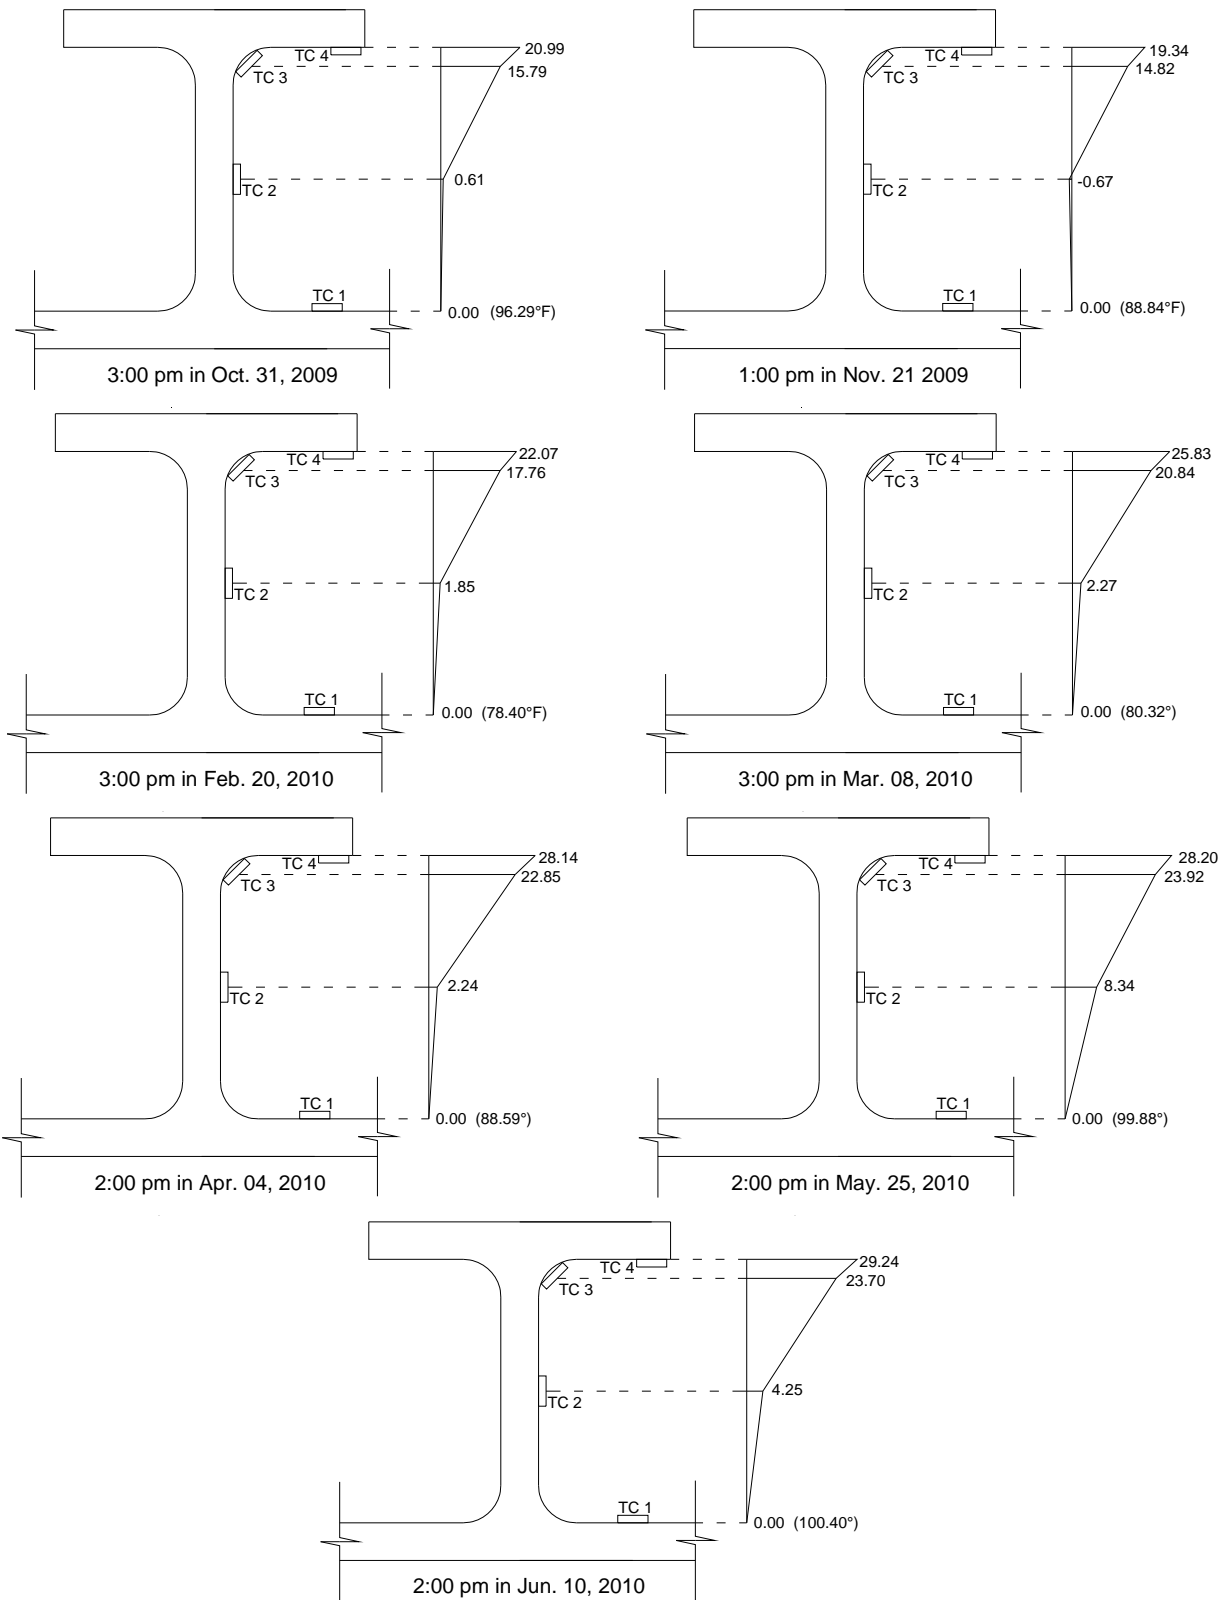 TC 4
20.99
TC 3
15.79
TC 2
0.61
TC 1
0.00 (96.29°F)
3:00 pm in Oct. 31, 2009
TC 4
19.34
TC 3
14.82
TC 2
-0.67
TC 1
0.00 (88.84°F)
1:00 pm in Nov. 21 2009
TC 4
22.07
TC 3
17.76
TC 2
1.85
TC 1
0.00 (78.40°F)
3:00 pm in Feb. 20, 2010
TC 4
25.83
TC 3
20.84
TC 2
2.27
TC 1
0.00 (80.32°)
3:00 pm in Mar. 08, 2010
TC 4
28.14
TC 3
22.85
TC 2
2.24
TC 1
0.00 (88.59°)
2:00 pm in Apr. 04, 2010
TC 4
28.20
TC 3
23.92
TC 2
8.34
TC 1
0.00 (99.88°)
2:00 pm in May. 25, 2010
TC 4
29.24
TC 3
23.70
TC 2
4.25
TC 1
0.00 (100.40°)
2:00 pm in Jun. 10, 2010